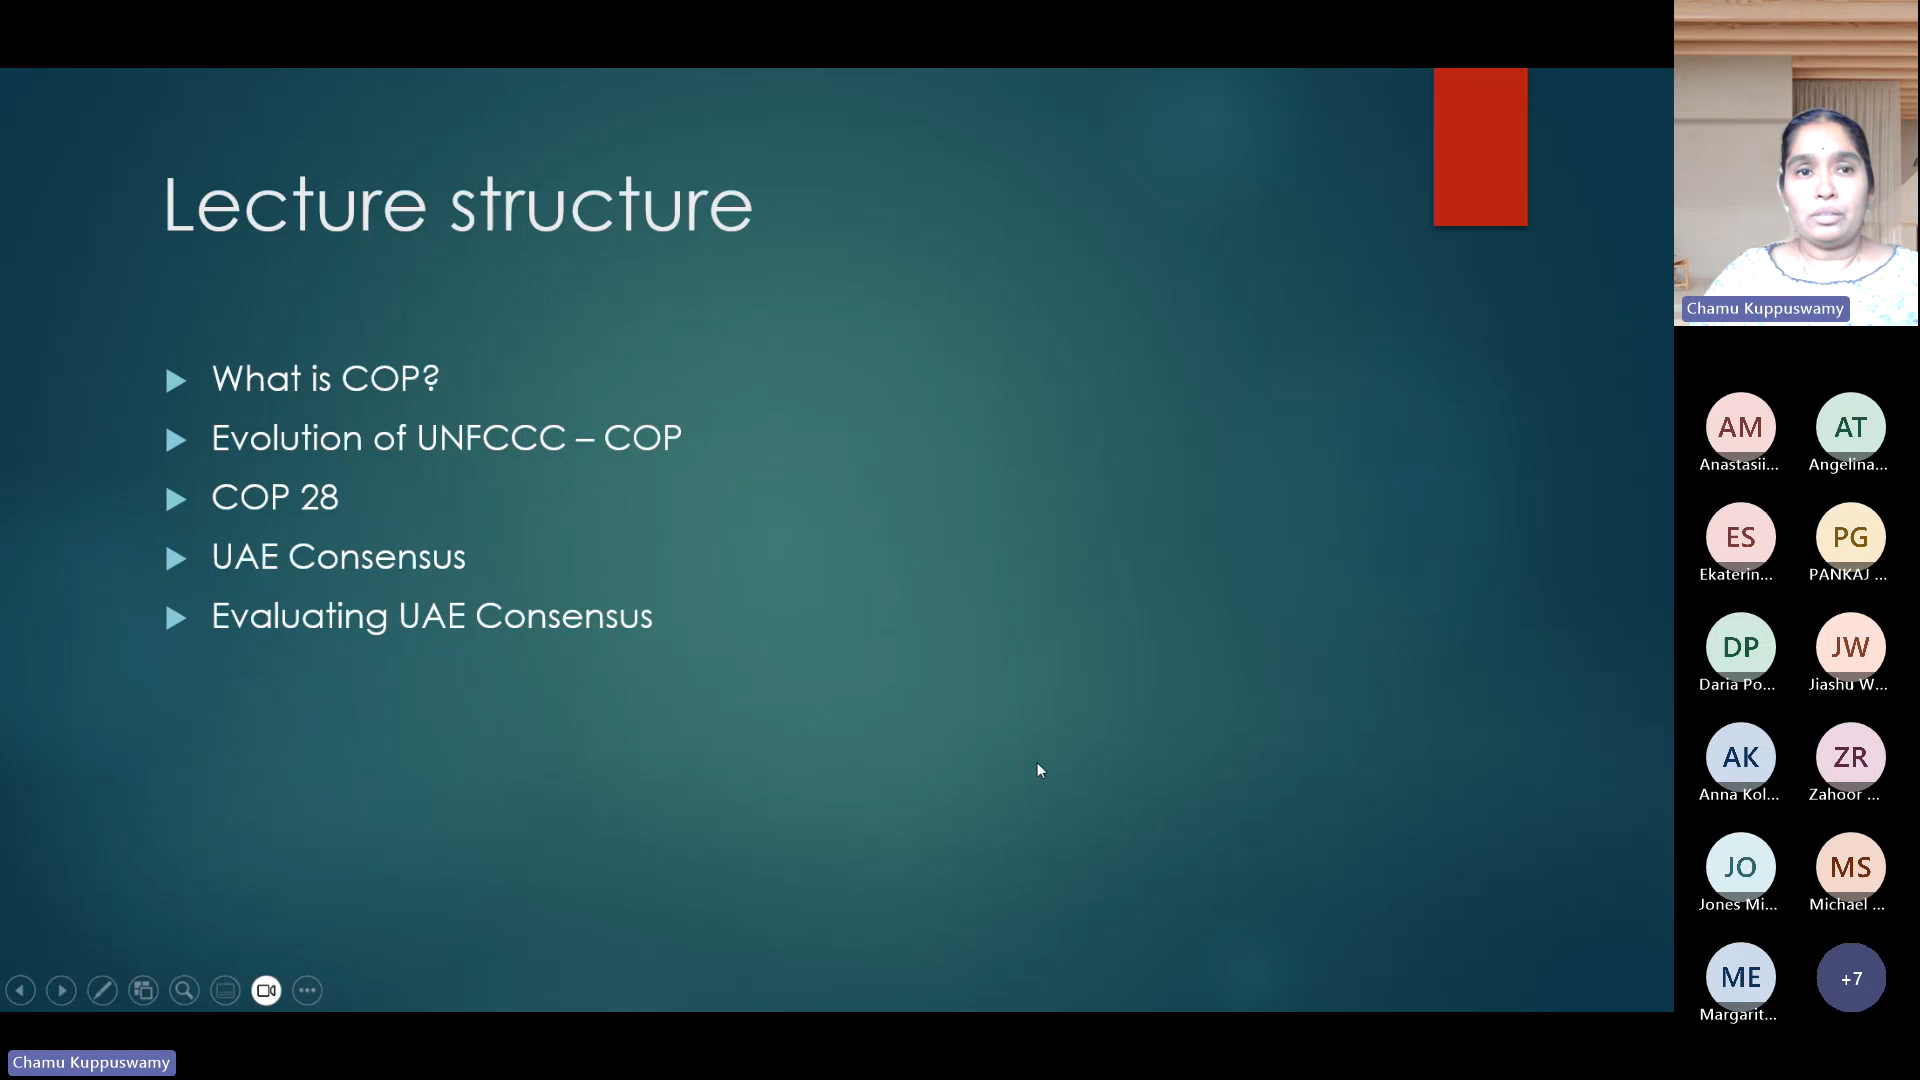 Lecture structure
What is COP?
Evolution of UNFCCC – COP
COP 28
UAE Consensus
Evaluating UAE Consensus
Chamu Kuppuswamy
AM
Anastasii...
AT
Angelina...
ES
Ekaterin...
PG
PANKAJ ...
DP
Daria Po...
JW
Jiashu W...
AK
Anna Kol...
ZR
Zahoor ...
JO
Jones Mi...
MS
Michael ...
ME
Margarit...
+7
Chamu Kuppuswamy